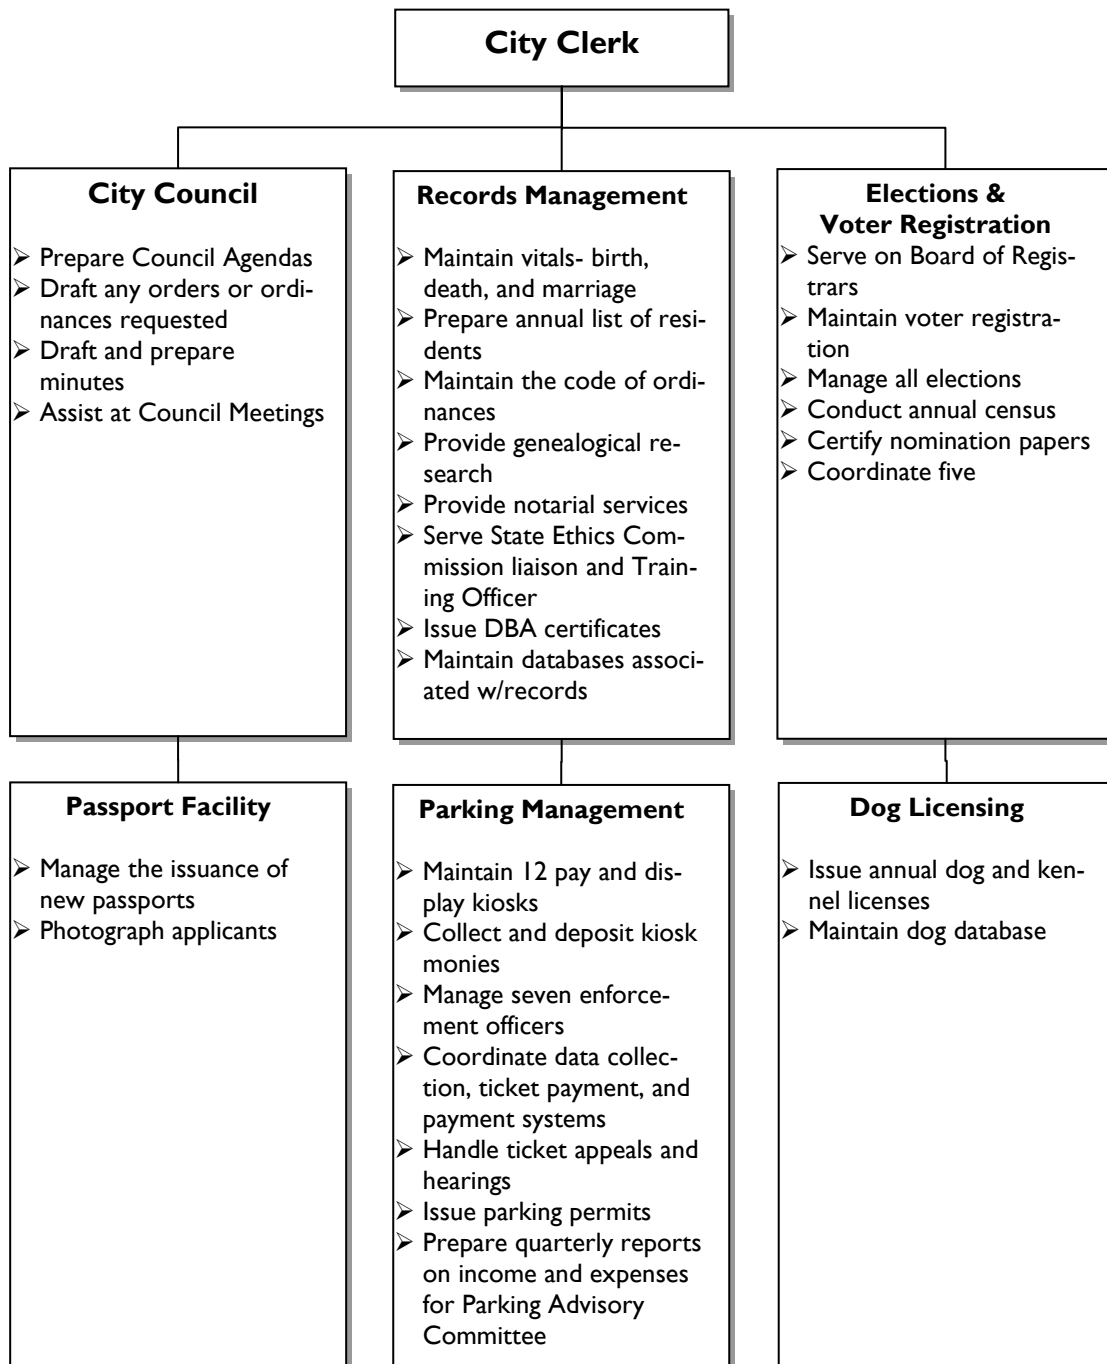 City Clerk
City Council
➢ Prepare Council Agendas
➢ Draft any orders or ordi-
nances requested
➢ Draft and prepare
minutes
➢ Assist at Council Meetings
Records Management
➢ Maintain vitals- birth,
death, and marriage
➢ Prepare annual list of resi-
dents
➢ Maintain the code of ordi-
nances
➢ Provide genealogical re-
search
➢ Provide notarial services
➢ Serve State Ethics Com-
mission liaison and Train-
ing Officer
➢ Issue DBA certificates
➢ Maintain databases associ-
ated w/records
Elections &
Voter Registration
➢ Serve on Board of Regis-
trars
➢ Maintain voter registra-
tion
➢ Manage all elections
➢ Conduct annual census
➢ Certify nomination papers
➢ Coordinate five
Passport Facility
➢ Manage the issuance of
new passports
➢ Photograph applicants
Parking Management
➢ Maintain 12 pay and dis-
play kiosks
➢ Collect and deposit kiosk
monies
➢ Manage seven enforce-
ment officers
➢ Coordinate data collec-
tion, ticket payment, and
payment systems
➢ Handle ticket appeals and
hearings
➢ Issue parking permits
➢ Prepare quarterly reports
on income and expenses
for Parking Advisory
Committee
Dog Licensing
➢ Issue annual dog and ken-
nel licenses
➢ Maintain dog database